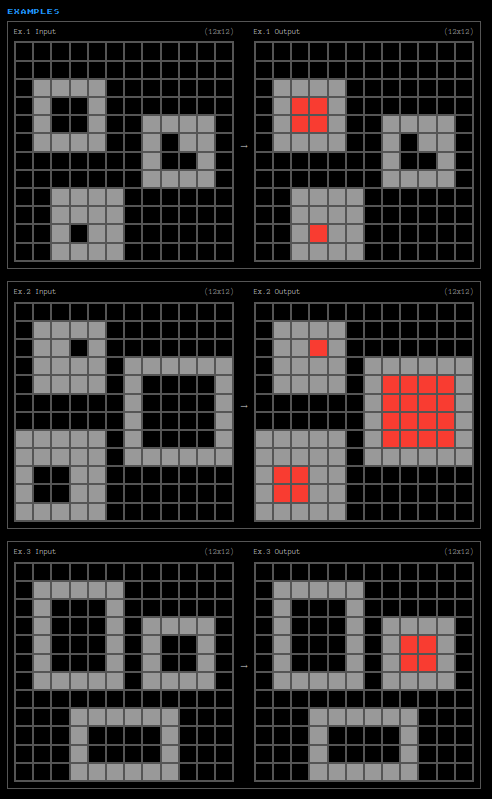 EXAMPLES
Ex.1 Input (12x12)
Ex.1 Output (12x12)
→
Ex.2 Input (12x12)
Ex.2 Output (12x12)
→
Ex.3 Input (12x12)
Ex.3 Output (12x12)
→